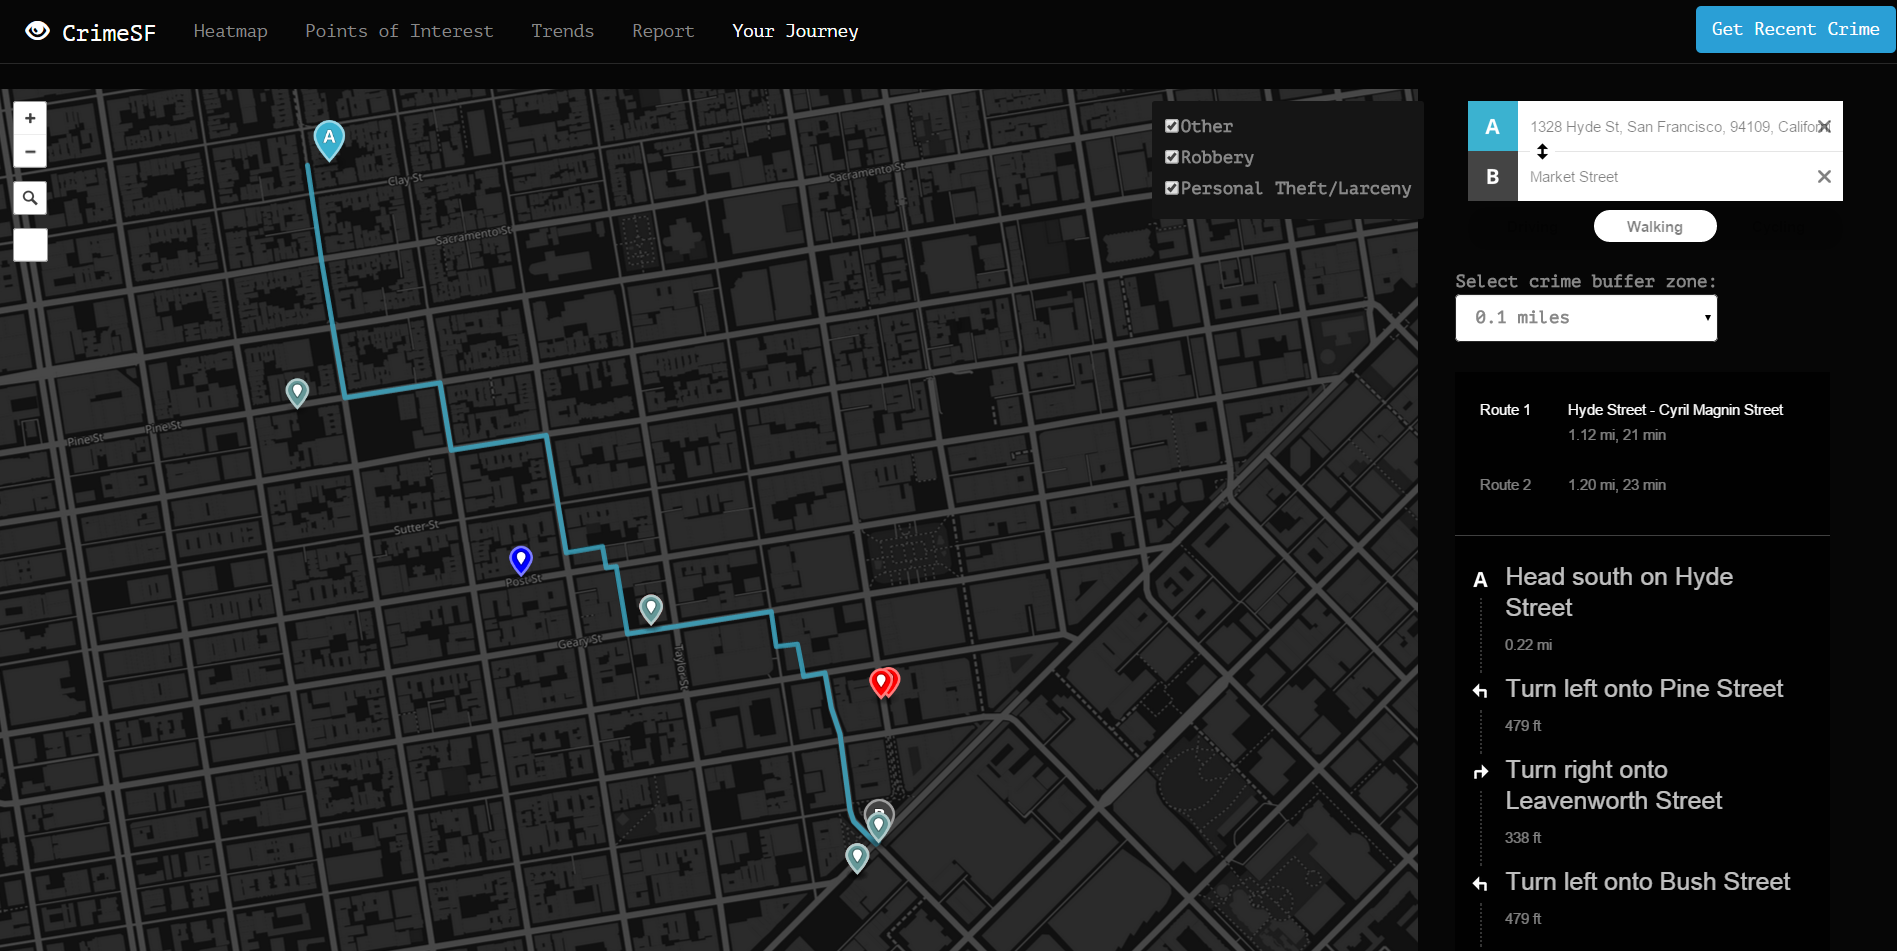 CrimeSF Heatmap Points of Interest Trends Report Your Journey Get Recent Crime
+
−
A
Clay St
Sacramento St
Sacramento St
Pine St
Pine St
Sutter St
Post St
Geary St
Taylor St
Other
Robbery
Personal Theft/Larceny
A 1328 Hyde St, San Francisco, 94109, Californi
B Market Street
Walking
Select crime buffer zone:
0.1 miles
Route 1 Hyde Street - Cyril Magnin Street
1.12 mi, 21 min
Route 2 1.20 mi, 23 min
A Head south on Hyde
Street
0.22 mi
Turn left onto Pine Street
479 ft
Turn right onto
Leavenworth Street
338 ft
Turn left onto Bush Street
479 ft